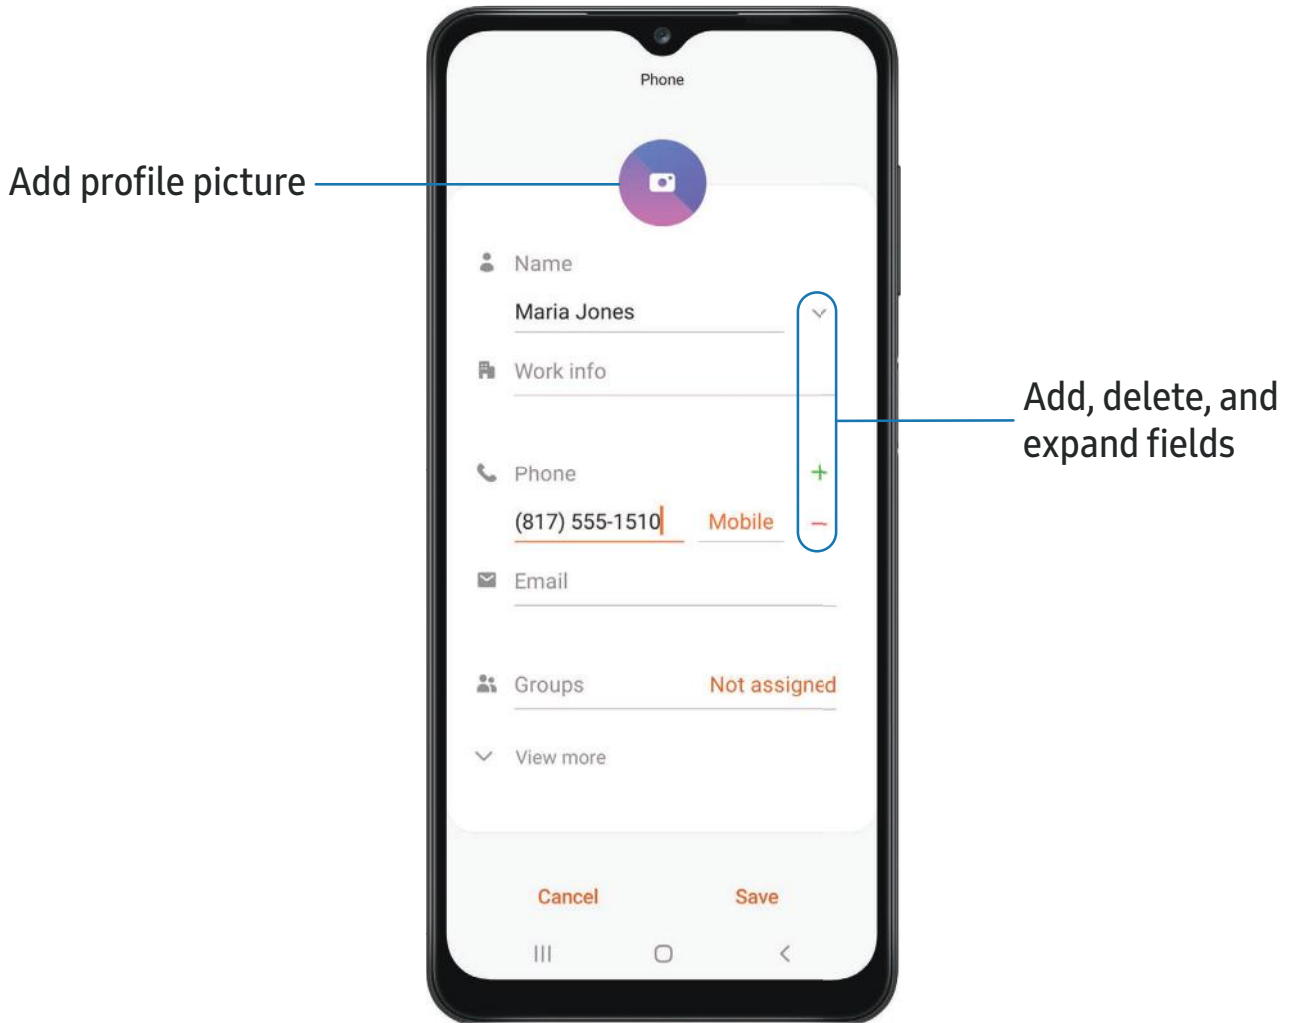 Phone
Add profile picture
Name
Maria Jones
Work info
Add, delete, and
expand fields
Phone
(817) 555-1510 Mobile
Email
Groups Not assigned
View more
Cancel Save